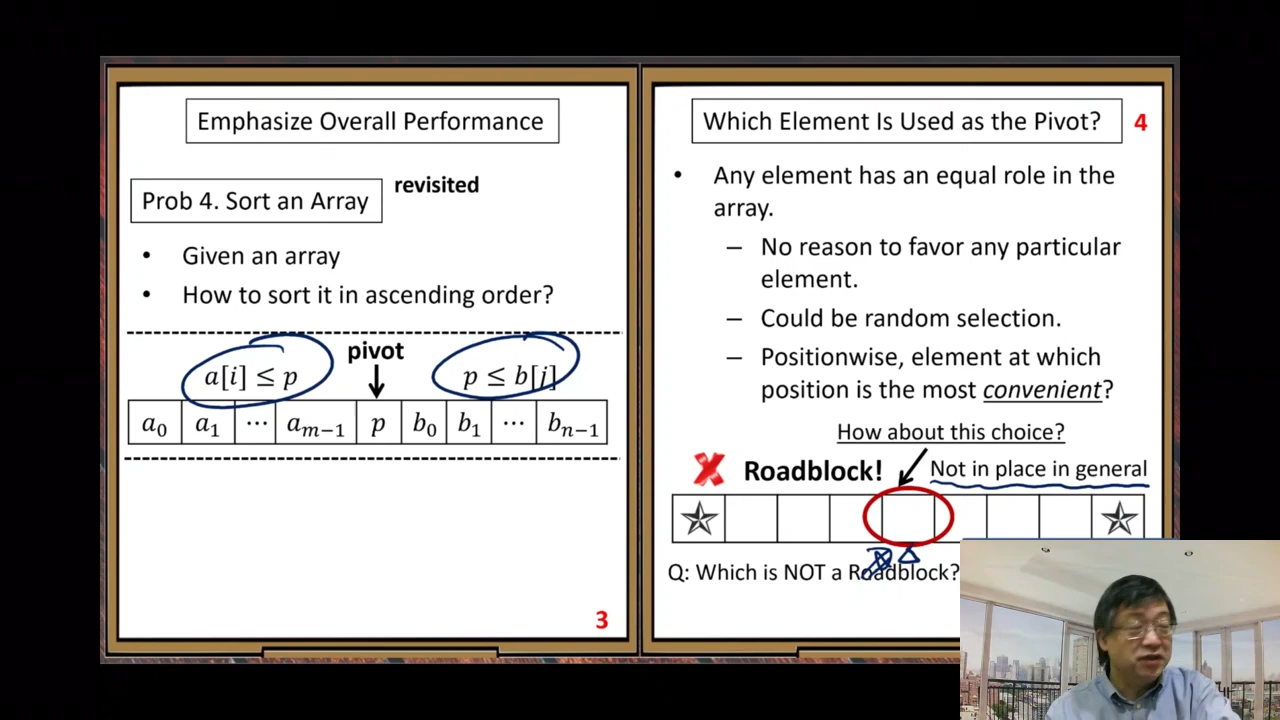 Emphasize Overall Performance
Prob 4. Sort an Array
revisited
• Given an array
• How to sort it in ascending order?
a[i] ≤ p
pivot
p ≤ b[j]
a₀ a₁ ⋯ aₘ₋₁ p b₀ b₁ ⋯ bₙ₋₁
3
Which Element Is Used as the Pivot?
4
• Any element has an equal role in the
array.
– No reason to favor any particular
element.
– Could be random selection.
– Positionwise, element at which
position is the most convenient?
How about this choice?
Roadblock!
Not in place in general
Q: Which is NOT a Roadblock?